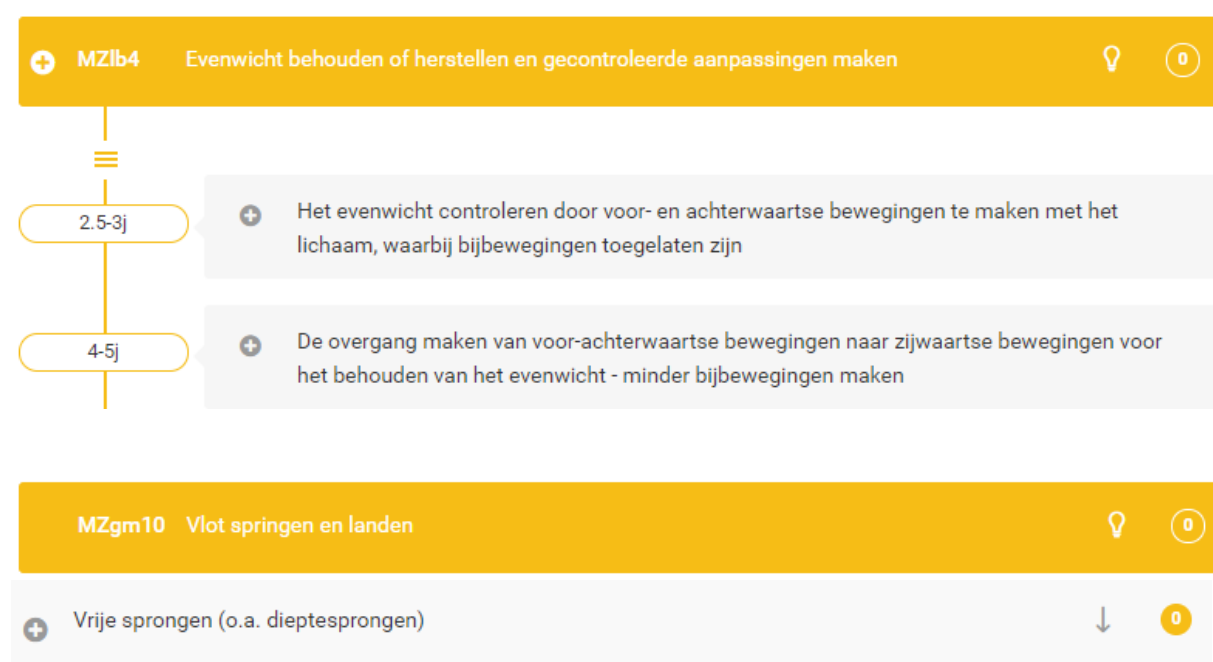 MZlb4 Evenwicht behouden of herstellen en gecontroleerde aanpassingen maken 0
2.5-3j Het evenwicht controleren door voor- en achterwaartse bewegingen te maken met het
lichaam, waarbij bijbewegingen toegelaten zijn
4-5j De overgang maken van voor-achterwaartse bewegingen naar zijwaartse bewegingen voor
het behouden van het evenwicht - minder bijbewegingen maken
MZgm10 Vlot springen en landen 0
Vrije sprongen (o.a. dieptesprongen) 0